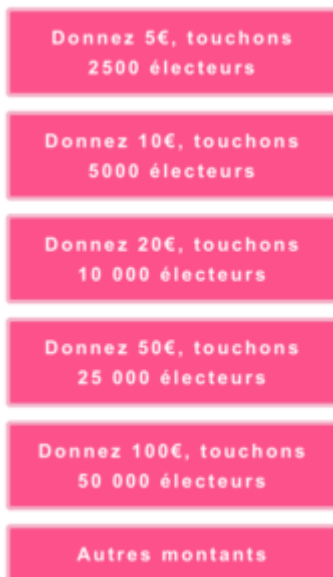 Donnez 5€, touchons
2500 électeurs
Donnez 10€, touchons
5000 électeurs
Donnez 20€, touchons
10 000 électeurs
Donnez 50€, touchons
25 000 électeurs
Donnez 100€, touchons
50 000 électeurs
Autres montants